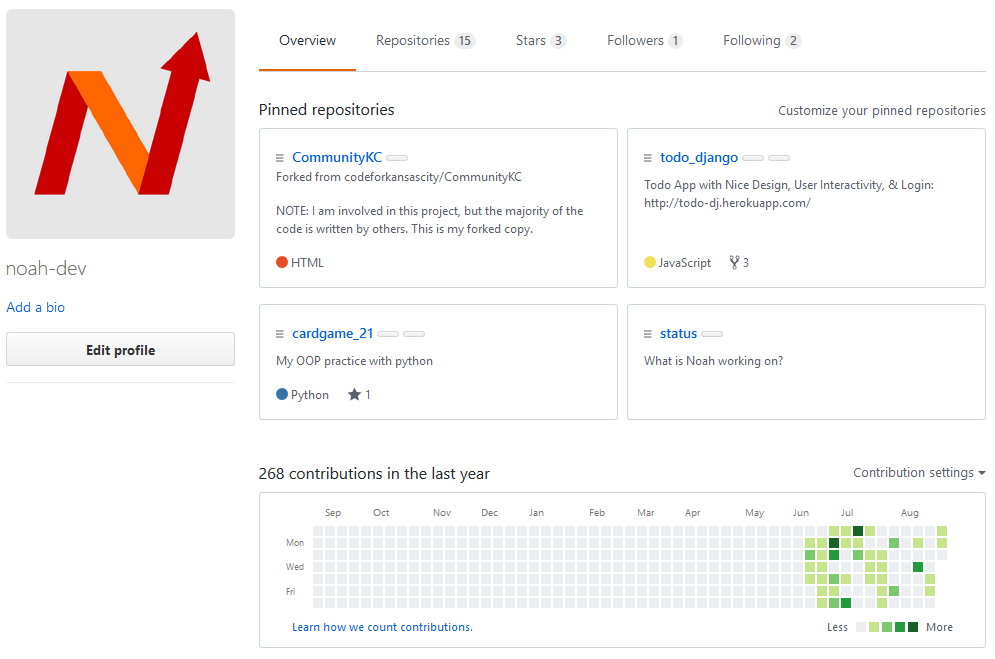 Overview Repositories 15 Stars 3 Followers 1 Following 2
noah-dev
Add a bio
Edit profile
Pinned repositories Customize your pinned repositories
CommunityKC
Forked from codeforkansascity/CommunityKC
NOTE: I am involved in this project, but the majority of the
code is written by others. This is my forked copy.
HTML
todo_django
Todo App with Nice Design, User Interactivity, & Login:
http://todo-dj.herokuapp.com/
JavaScript 3
cardgame_21
My OOP practice with python
Python 1
status
What is Noah working on?
268 contributions in the last year Contribution settings
Sep Oct Nov Dec Jan Feb Mar Apr May Jun Jul Aug
Mon
Wed
Fri
Learn how we count contributions. Less More